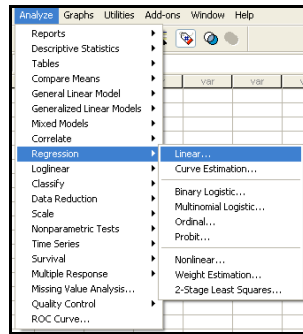 Analyze Graphs Utilities Add-ons Window Help
Reports
Descriptive Statistics
Tables
Compare Means
General Linear Model
Generalized Linear Models
Mixed Models
Correlate
Regression
Loglinear
Classify
Data Reduction
Scale
Nonparametric Tests
Time Series
Survival
Multiple Response
Missing Value Analysis...
Quality Control
ROC Curve...
var var
Linear...
Curve Estimation...
Binary Logistic...
Multinomial Logistic...
Ordinal...
Probit...
Nonlinear...
Weight Estimation...
2-Stage Least Squares...